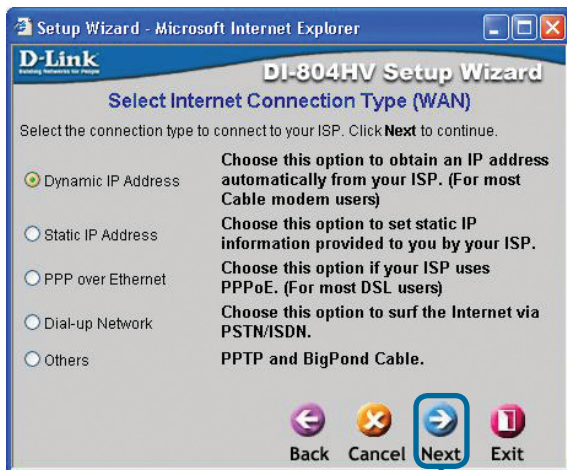 Setup Wizard - Microsoft Internet Explorer
D-Link
Building Networks for People
DI-804HV Setup Wizard
Select Internet Connection Type (WAN)
Select the connection type to connect to your ISP. Click Next to continue.
Dynamic IP Address
Choose this option to obtain an IP address
automatically from your ISP. (For most
Cable modem users)
Static IP Address
Choose this option to set static IP
information provided to you by your ISP.
PPP over Ethernet
Choose this option if your ISP uses
PPPoE. (For most DSL users)
Dial-up Network
Choose this option to surf the Internet via
PSTN/ISDN.
Others
PPTP and BigPond Cable.
Back Cancel Next Exit